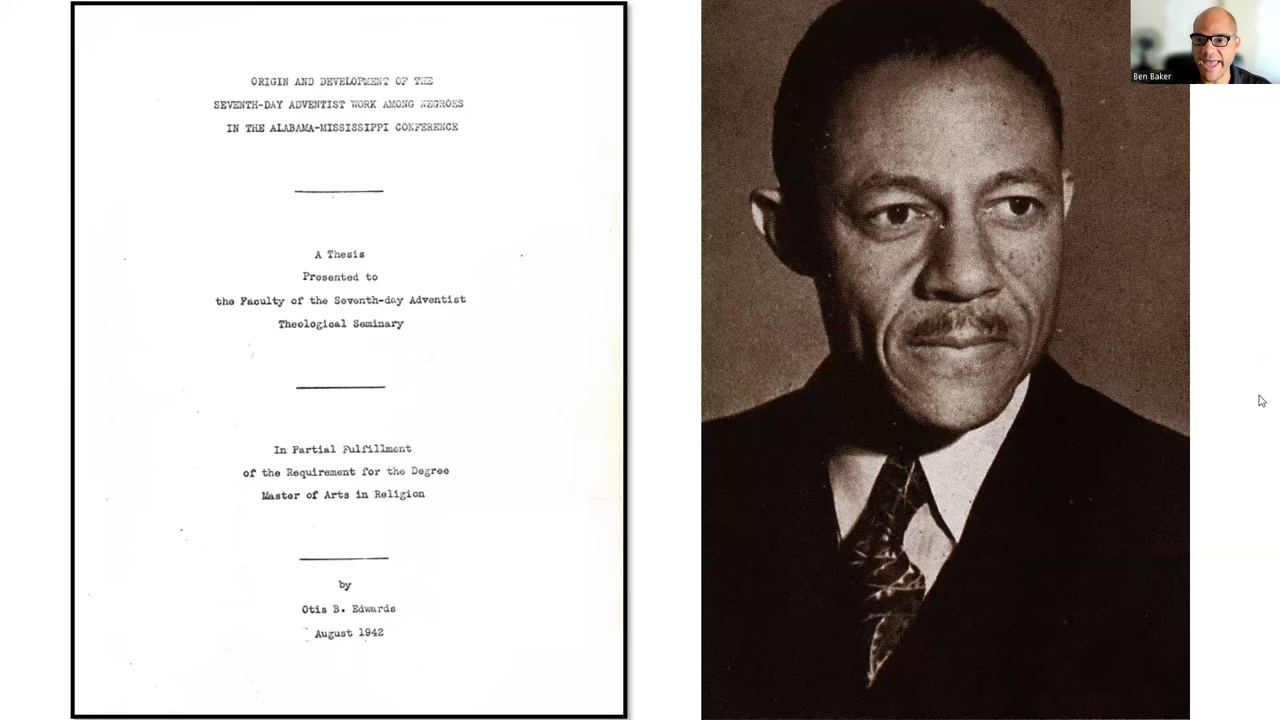 ORIGIN AND DEVELOPMENT OF THE
SEVENTH-DAY ADVENTIST WORK AMONG NEGROES
IN THE ALABAMA-MISSISSIPPI CONFERENCE
A Thesis
Presented to
the Faculty of the Seventh-day Adventist
Theological Seminary
In Partial Fulfillment
of the Requirement for the Degree
Master of Arts in Religion
by
Otis B. Edwards
August 1942
Ben Baker